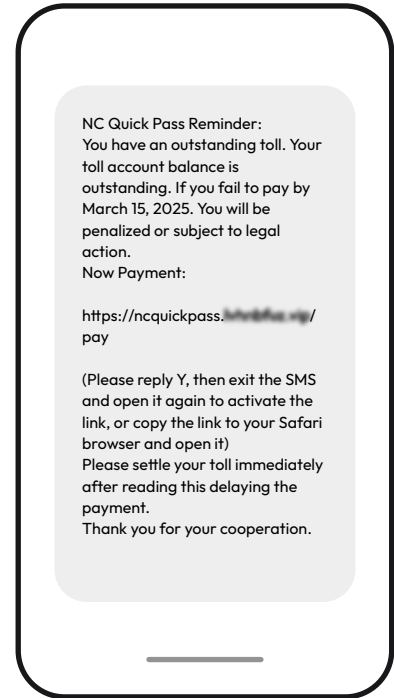 NC Quick Pass Reminder:
You have an outstanding toll. Your
toll account balance is
outstanding. If you fail to pay by
March 15, 2025. You will be
penalized or subject to legal
action.
Now Payment:
https://ncquickpass. /
pay
(Please reply Y, then exit the SMS
and open it again to activate the
link, or copy the link to your Safari
browser and open it)
Please settle your toll immediately
after reading this delaying the
payment.
Thank you for your cooperation.